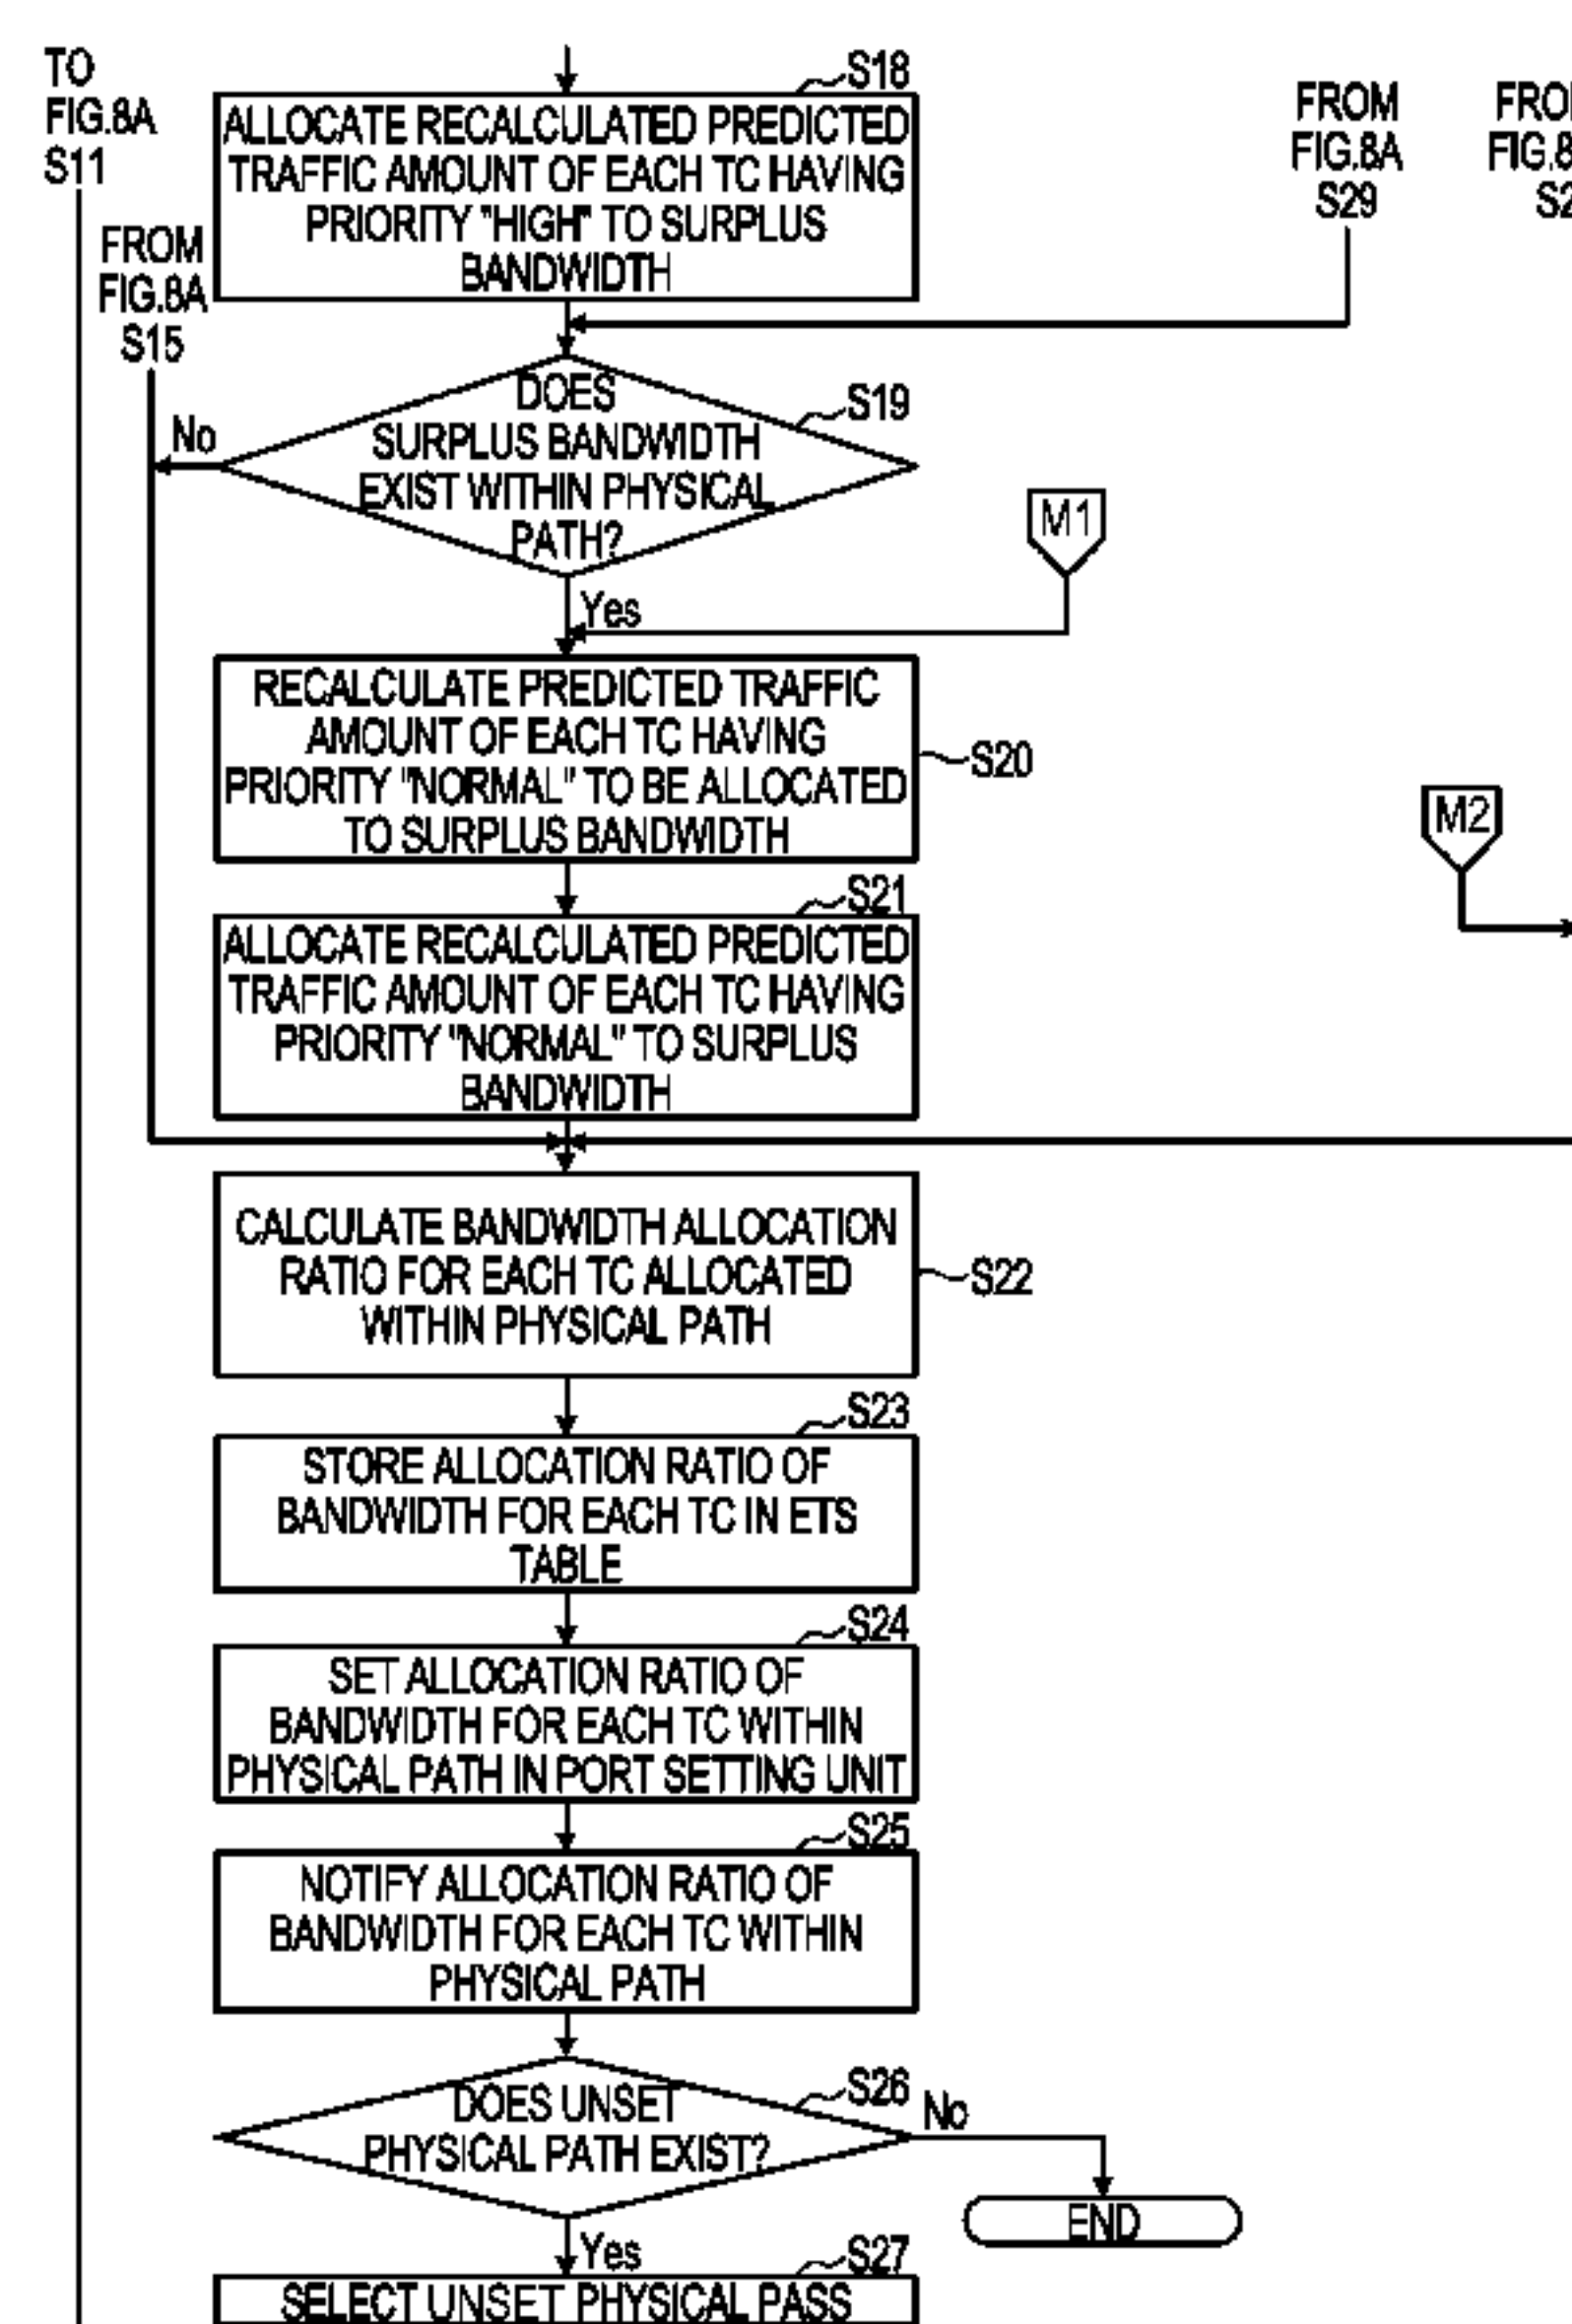 TO
FIG.8A
S11
S18
ALLOCATE RECALCULATED PREDICTED
TRAFFIC AMOUNT OF EACH TC HAVING
PRIORITY "HIGH" TO SURPLUS
BANDWIDTH
FROM
FIG.8A
S29
FROM
FIG.8A
S15
DOES
SURPLUS BANDWIDTH
EXIST WITHIN PHYSICAL
PATH?
S19
No
Yes
M1
RECALCULATE PREDICTED TRAFFIC
AMOUNT OF EACH TC HAVING
PRIORITY "NORMAL" TO BE ALLOCATED
TO SURPLUS BANDWIDTH
S20
M2
S21
ALLOCATE RECALCULATED PREDICTED
TRAFFIC AMOUNT OF EACH TC HAVING
PRIORITY "NORMAL" TO SURPLUS
BANDWIDTH
CALCULATE BANDWIDTH ALLOCATION
RATIO FOR EACH TC ALLOCATED
WITHIN PHYSICAL PATH
S22
S23
STORE ALLOCATION RATIO OF
BANDWIDTH FOR EACH TC IN ETS
TABLE
S24
SET ALLOCATION RATIO OF
BANDWIDTH FOR EACH TC WITHIN
PHYSICAL PATH IN PORT SETTING UNIT
S25
NOTIFY ALLOCATION RATIO OF
BANDWIDTH FOR EACH TC WITHIN
PHYSICAL PATH
S26
DOES UNSET
PHYSICAL PATH EXIST?
No
END
Yes
S27
SELECT UNSET PHYSICAL PASS